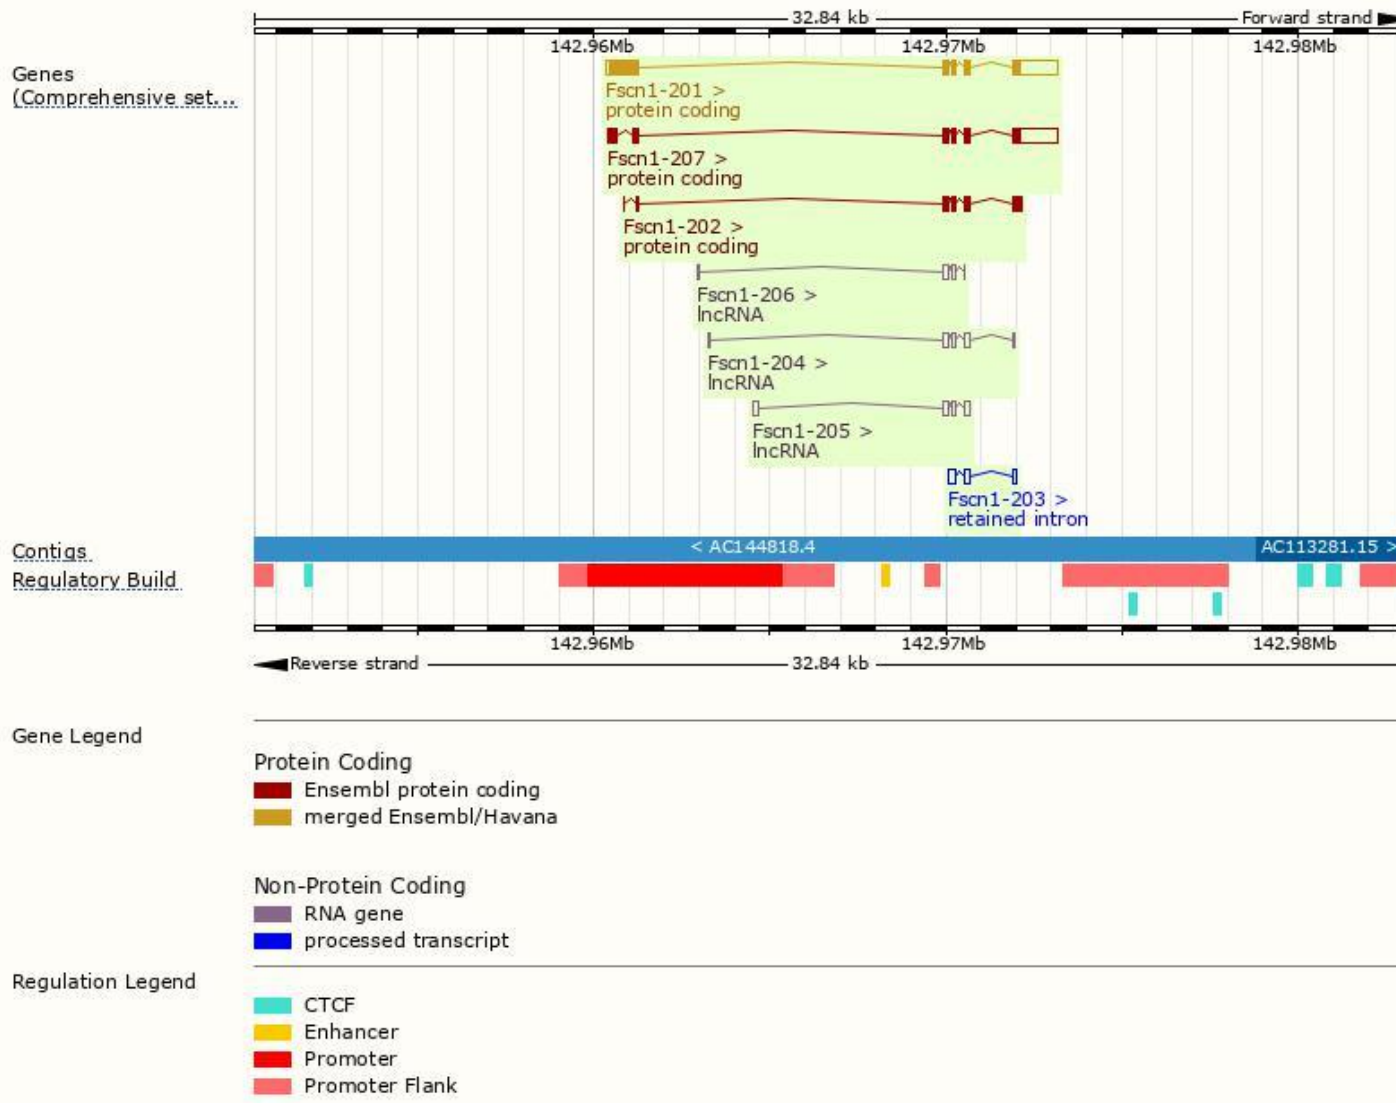 32.84 kb Forward strand
142.96Mb 142.97Mb 142.98Mb
Genes
(Comprehensive set...
Fscn1-201 >
protein coding
Fscn1-207 >
protein coding
Fscn1-202 >
protein coding
Fscn1-206 >
lncRNA
Fscn1-204 >
lncRNA
Fscn1-205 >
lncRNA
Fscn1-203 >
retained intron
Contigs < AC144818.4 AC113281.15 >
Regulatory Build
142.96Mb 142.97Mb 142.98Mb
Reverse strand 32.84 kb
Gene Legend
Protein Coding
Ensembl protein coding
merged Ensembl/Havana
Non-Protein Coding
RNA gene
processed transcript
Regulation Legend
CTCF
Enhancer
Promoter
Promoter Flank